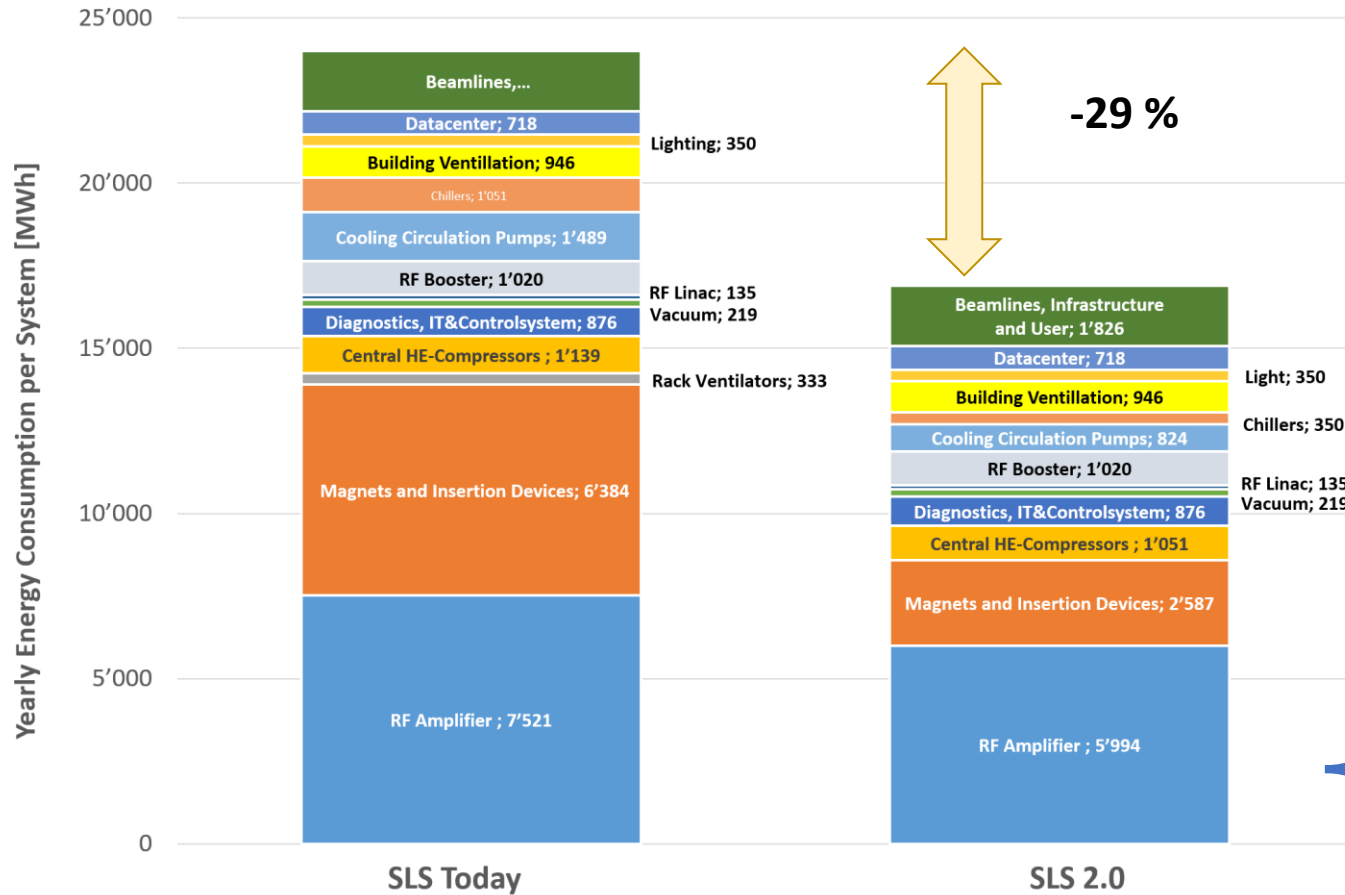 Yearly Energy Consumption per System [MWh]
25’000
20’000
15’000
10’000
5’000
0
Beamlines,...
Datacenter; 718
Lighting; 350
Building Ventillation; 946
Chillers; 1'051
Cooling Circulation Pumps; 1’489
RF Booster; 1’020
RF Linac; 135
Vacuum; 219
Diagnostics, IT&Controlsystem; 876
Central HE-Compressors ; 1’139
Rack Ventilators; 333
Magnets and Insertion Devices; 6’384
RF Amplifier ; 7’521
SLS Today
-29 %
Beamlines, Infrastructure
and User; 1’826
Datacenter; 718
Light; 350
Building Ventillation; 946
Chillers; 350
Cooling Circulation Pumps; 824
RF Booster; 1’020
RF Linac; 135
Vacuum; 219
Diagnostics, IT&Controlsystem; 876
Central HE-Compressors ; 1’051
Magnets and Insertion Devices; 2’587
RF Amplifier ; 5’994
SLS 2.0